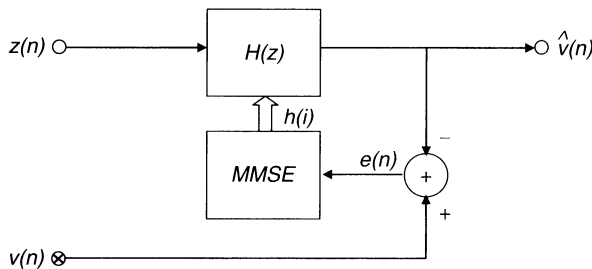 z(n)
H(z)
v̂(n)
h(i)
−
e(n)
MMSE
+
+
v(n)